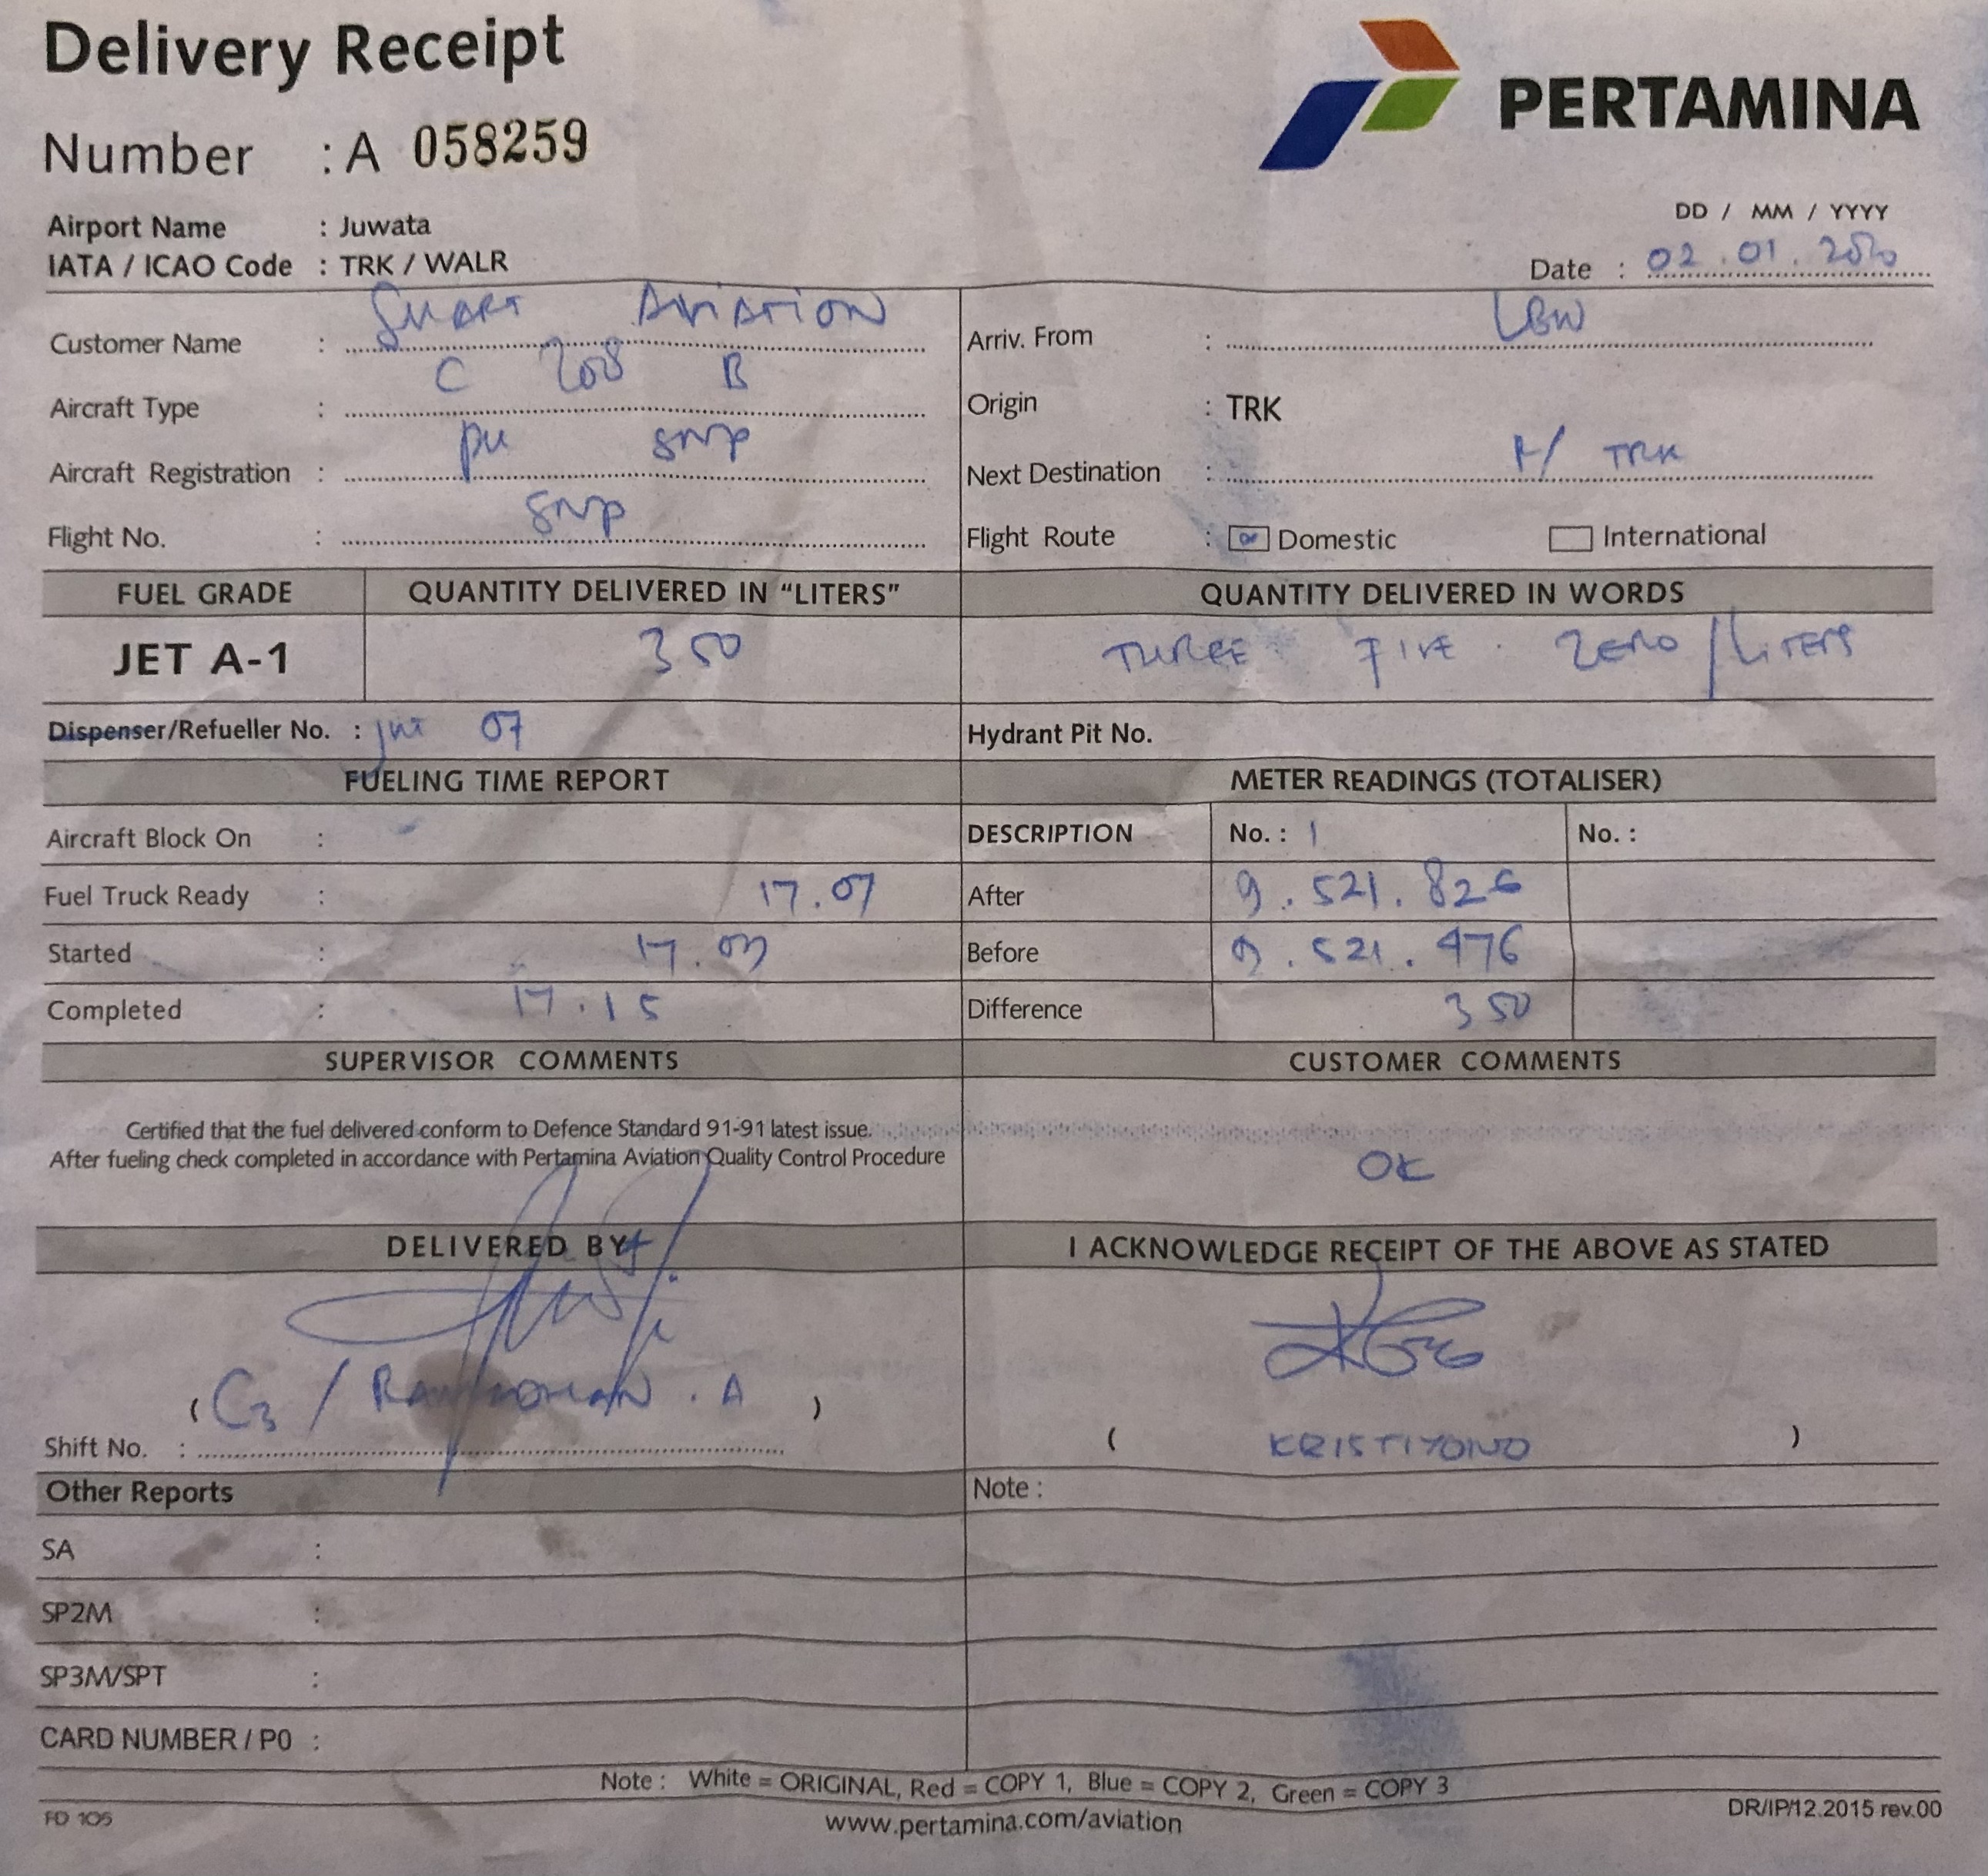 Delivery Receipt
PERTAMINA
Number : A 058259
Airport Name : Juwata
IATA / ICAO Code : TRK / WALR
DD / MM / YYYY
Date : 02.01.2020
Customer Name : SMART AVIATION
Arriv. From : LBW
Aircraft Type : C 208 B
Origin : TRK
Aircraft Registration : PK SNP
Next Destination : TRK
Flight No. : SNP
Flight Route : Domestic International
FUEL GRADE QUANTITY DELIVERED IN “LITERS” QUANTITY DELIVERED IN WORDS
JET A-1 350 THREE FIVE ZERO / LITERS
Dispenser/Refueller No. : 07 Hydrant Pit No.
FUELING TIME REPORT METER READINGS (TOTALISER)
Aircraft Block On : DESCRIPTION No. : 1 No. :
Fuel Truck Ready : 17.07 After 9.521.826
Started : Before 9.521.476
Completed : 17.15 Difference 350
SUPERVISOR COMMENTS CUSTOMER COMMENTS
Certified that the fuel delivered conform to Defence Standard 91-91 latest issue.
After fueling check completed in accordance with Pertamina Aviation Quality Control Procedure
OK
DELIVERED BY I ACKNOWLEDGE RECEIPT OF THE ABOVE AS STATED
( C3 / . A )
Shift No. :
( KRISTIYONO )
Other Reports Note :
SA :
SP2M :
SP3M/SPT :
CARD NUMBER / P0 :
Note : White = ORIGINAL, Red = COPY 1, Blue = COPY 2, Green = COPY 3
FD 105 www.pertamina.com/aviation DR/IP/12.2015 rev.00